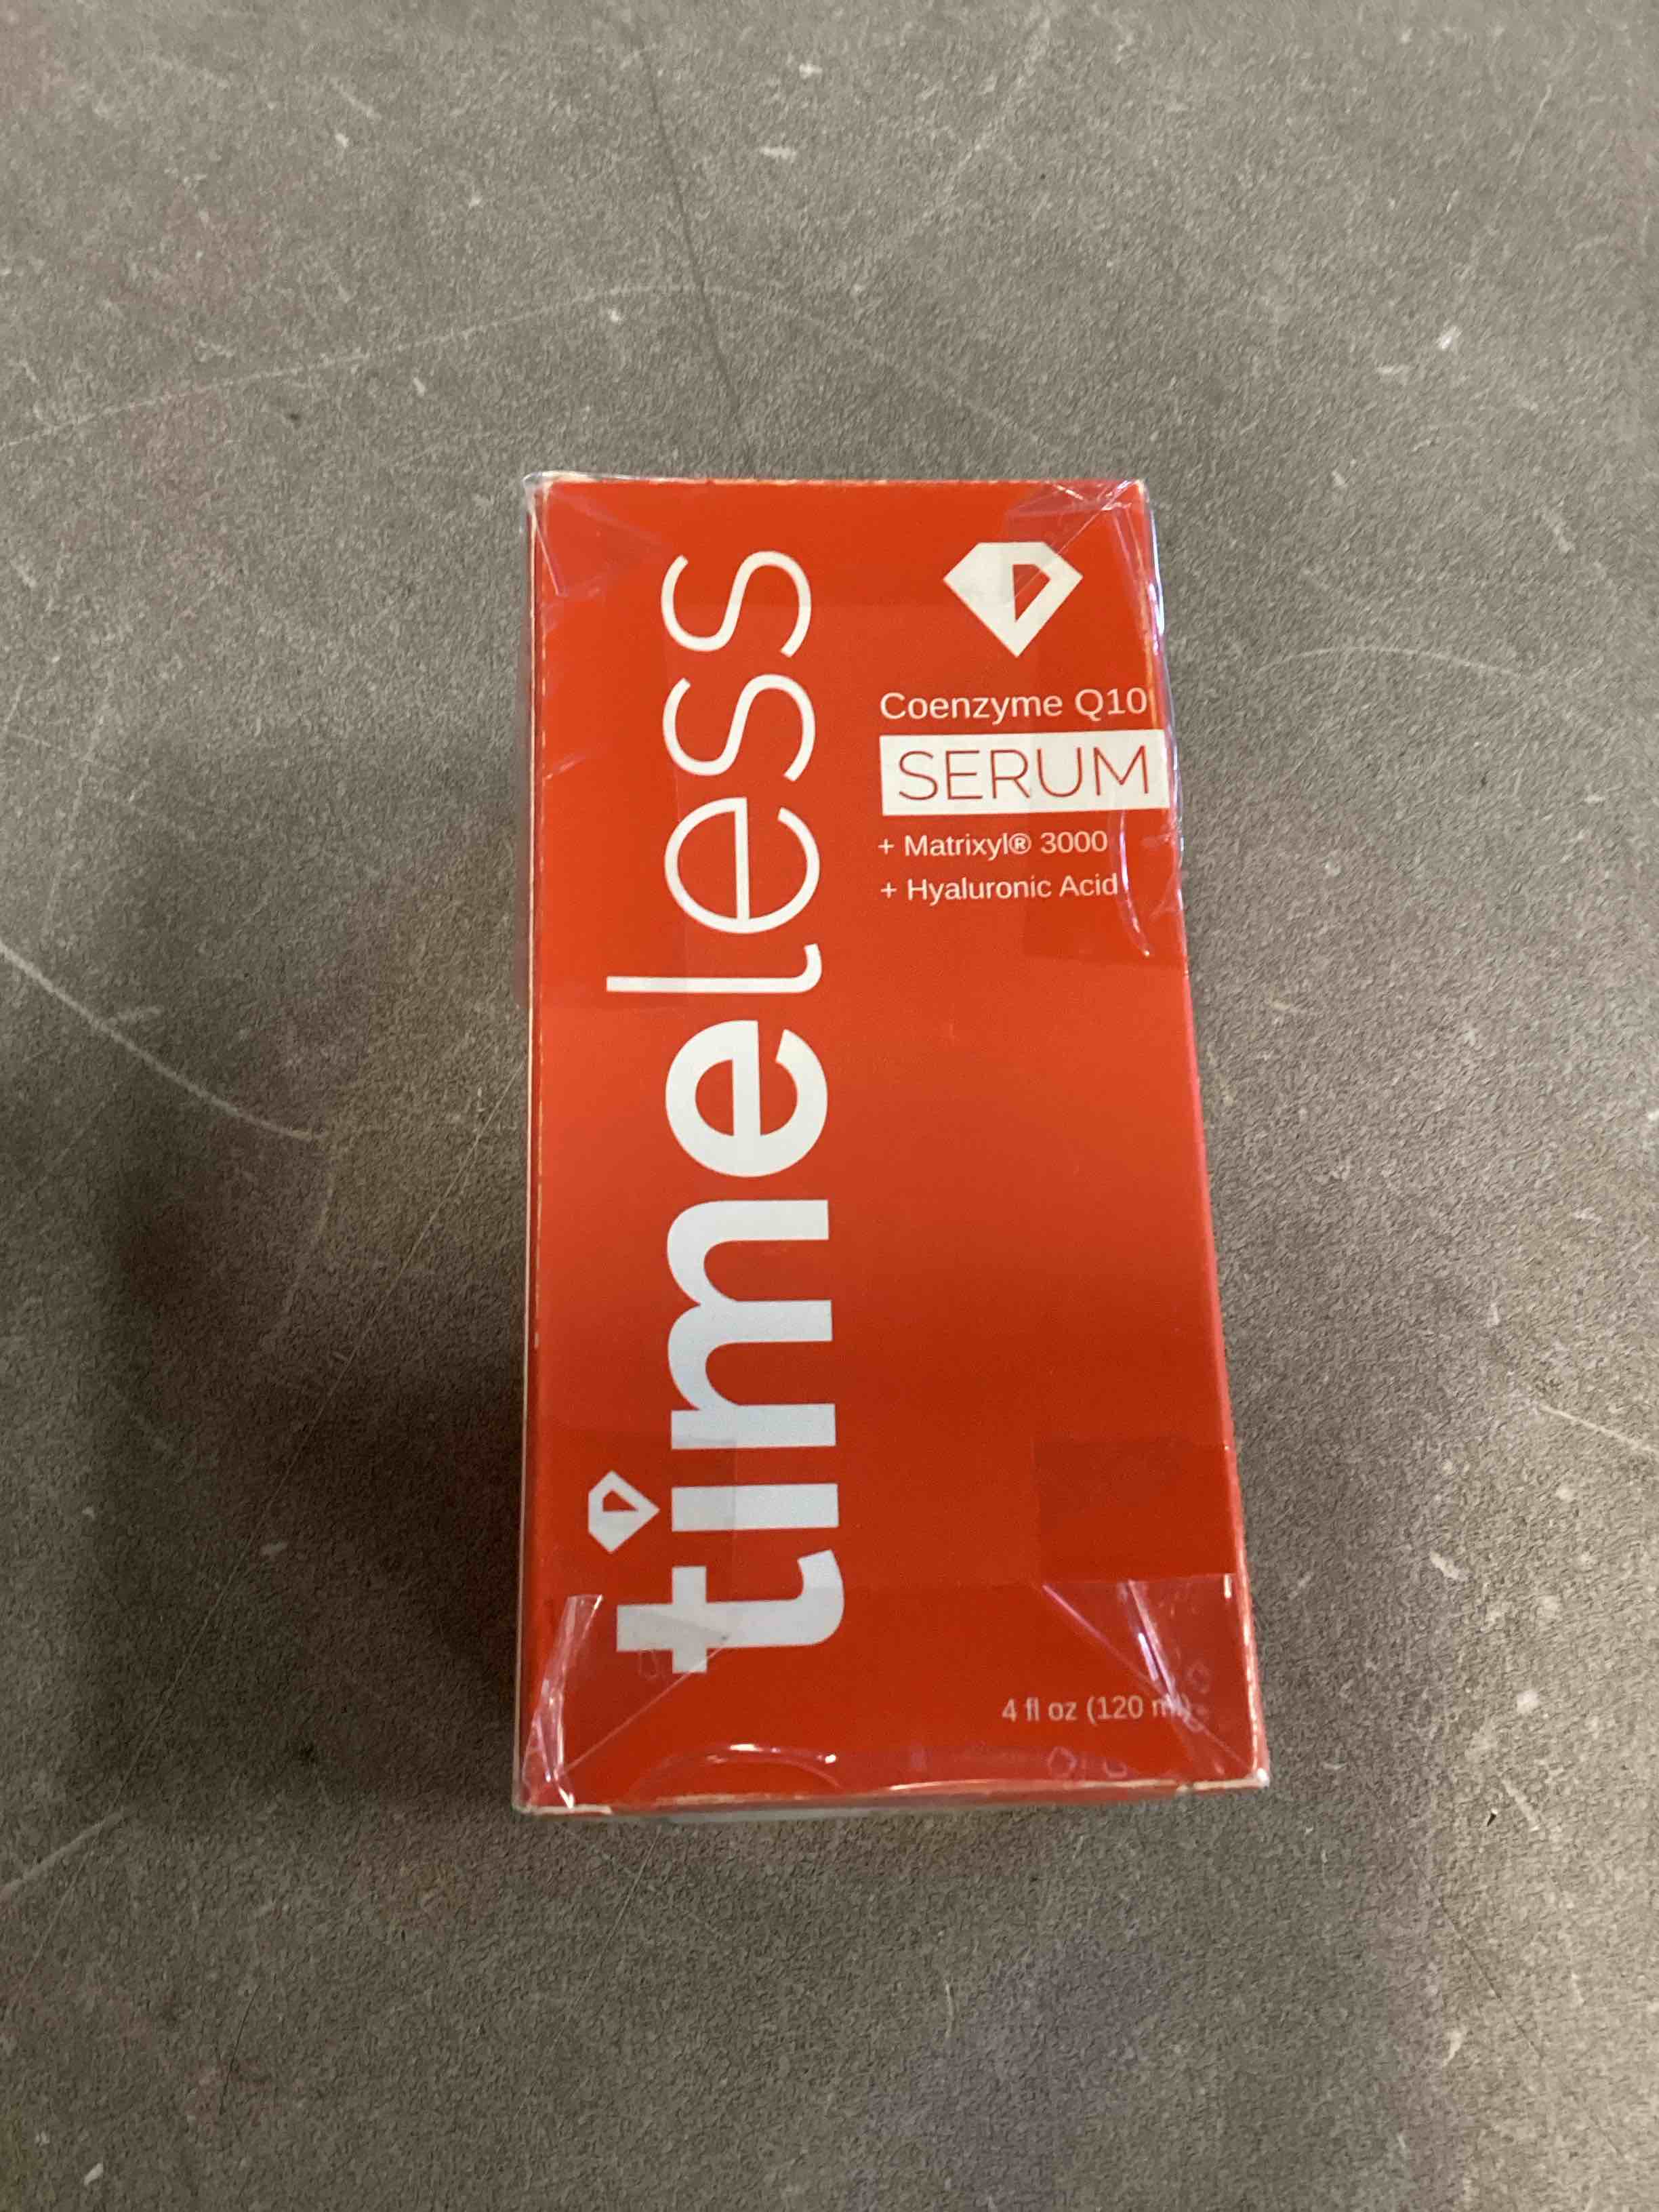 timeless
Coenzyme Q10
SERUM
+ Matrixyl® 3000
+ Hyaluronic Acid
4 fl oz (120 ml)